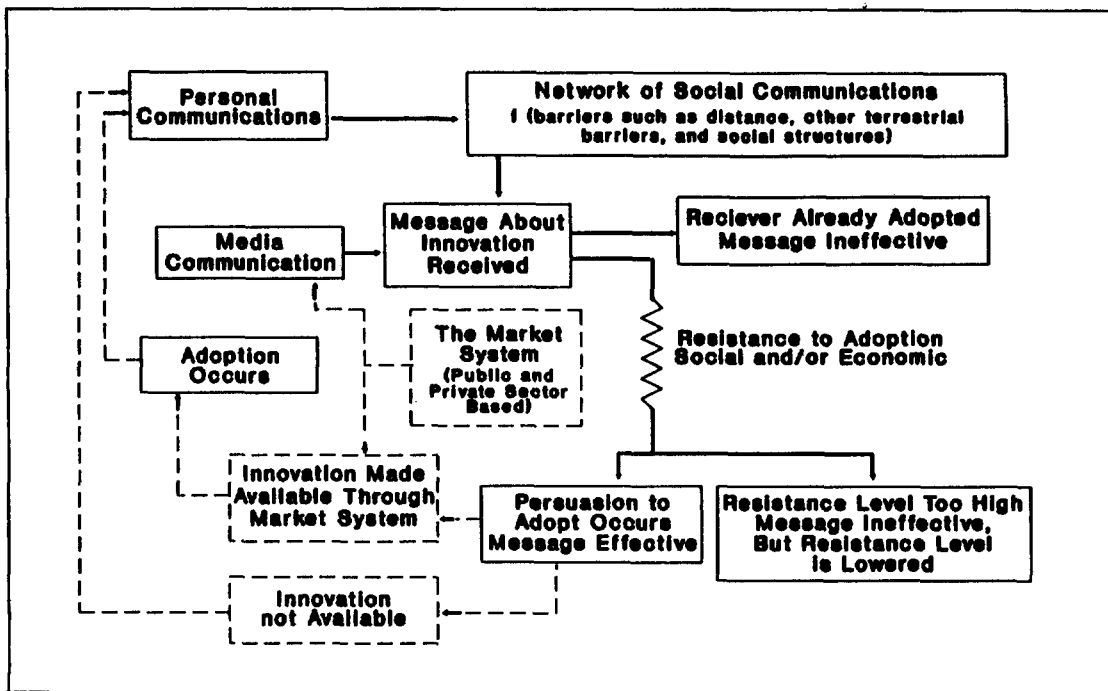 Personal
Communications
Network of Social Communications
f (barriers such as distance, other terrestrial
barriers, and social structures)
Media
Communication
Message About
Innovation
Received
Reciever Already Adopted
Message Ineffective
Adoption
Occurs
The Market
System
(Public and
Private Sector
Based)
Resistance to Adoption
Social and/or Economic
Innovation Made
Available Through
Market System
Persuasion to
Adopt Occurs
Message Effective
Resistance Level Too High
Message Ineffective,
But Resistance Level
is Lowered
Innovation
not Available